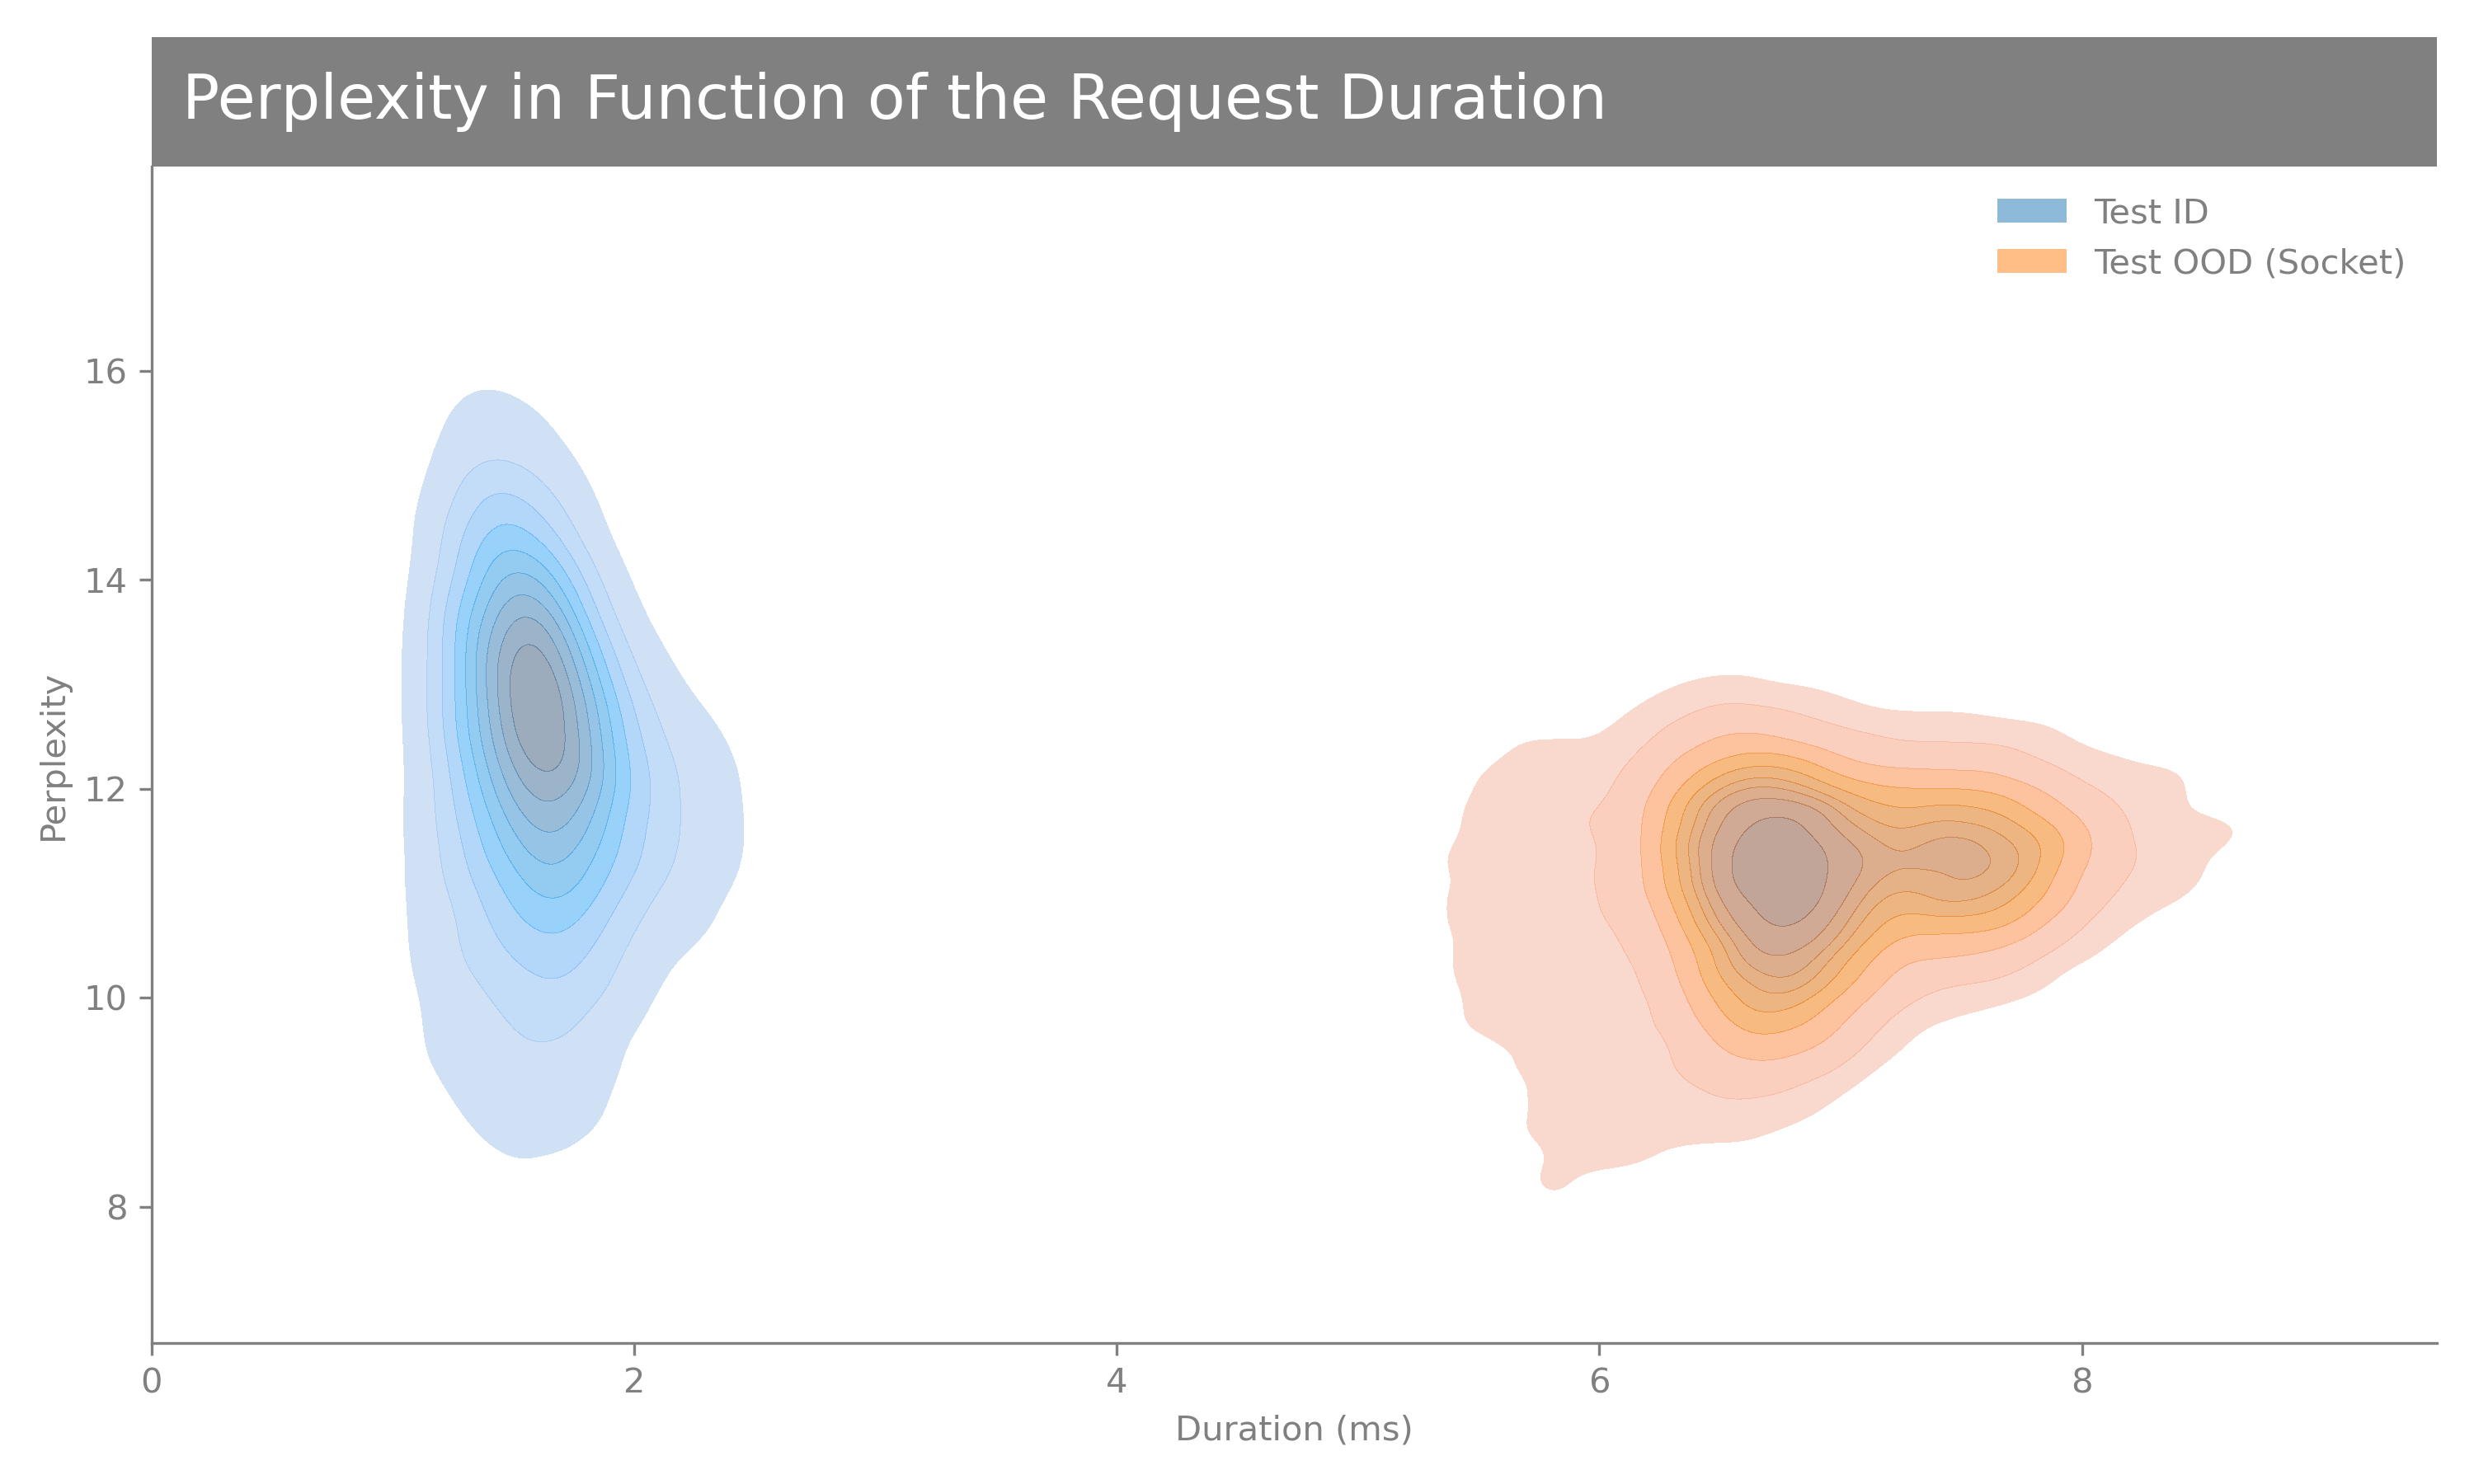 Perplexity in Function of the Request Duration
Test ID
Test OOD (Socket)
16
14
12
10
8
Perplexity
0 2 4 6 8
Duration (ms)